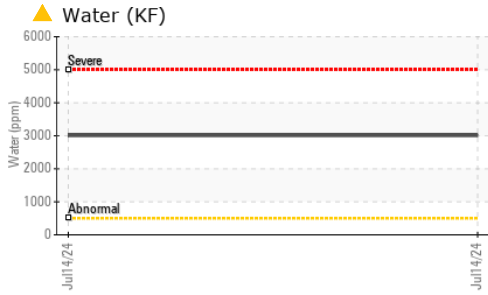 Water (KF)
6000
Severe
5000
4000
3000
2000
1000
Abnormal
0
Water (ppm)
Jul14/24
Jul14/24